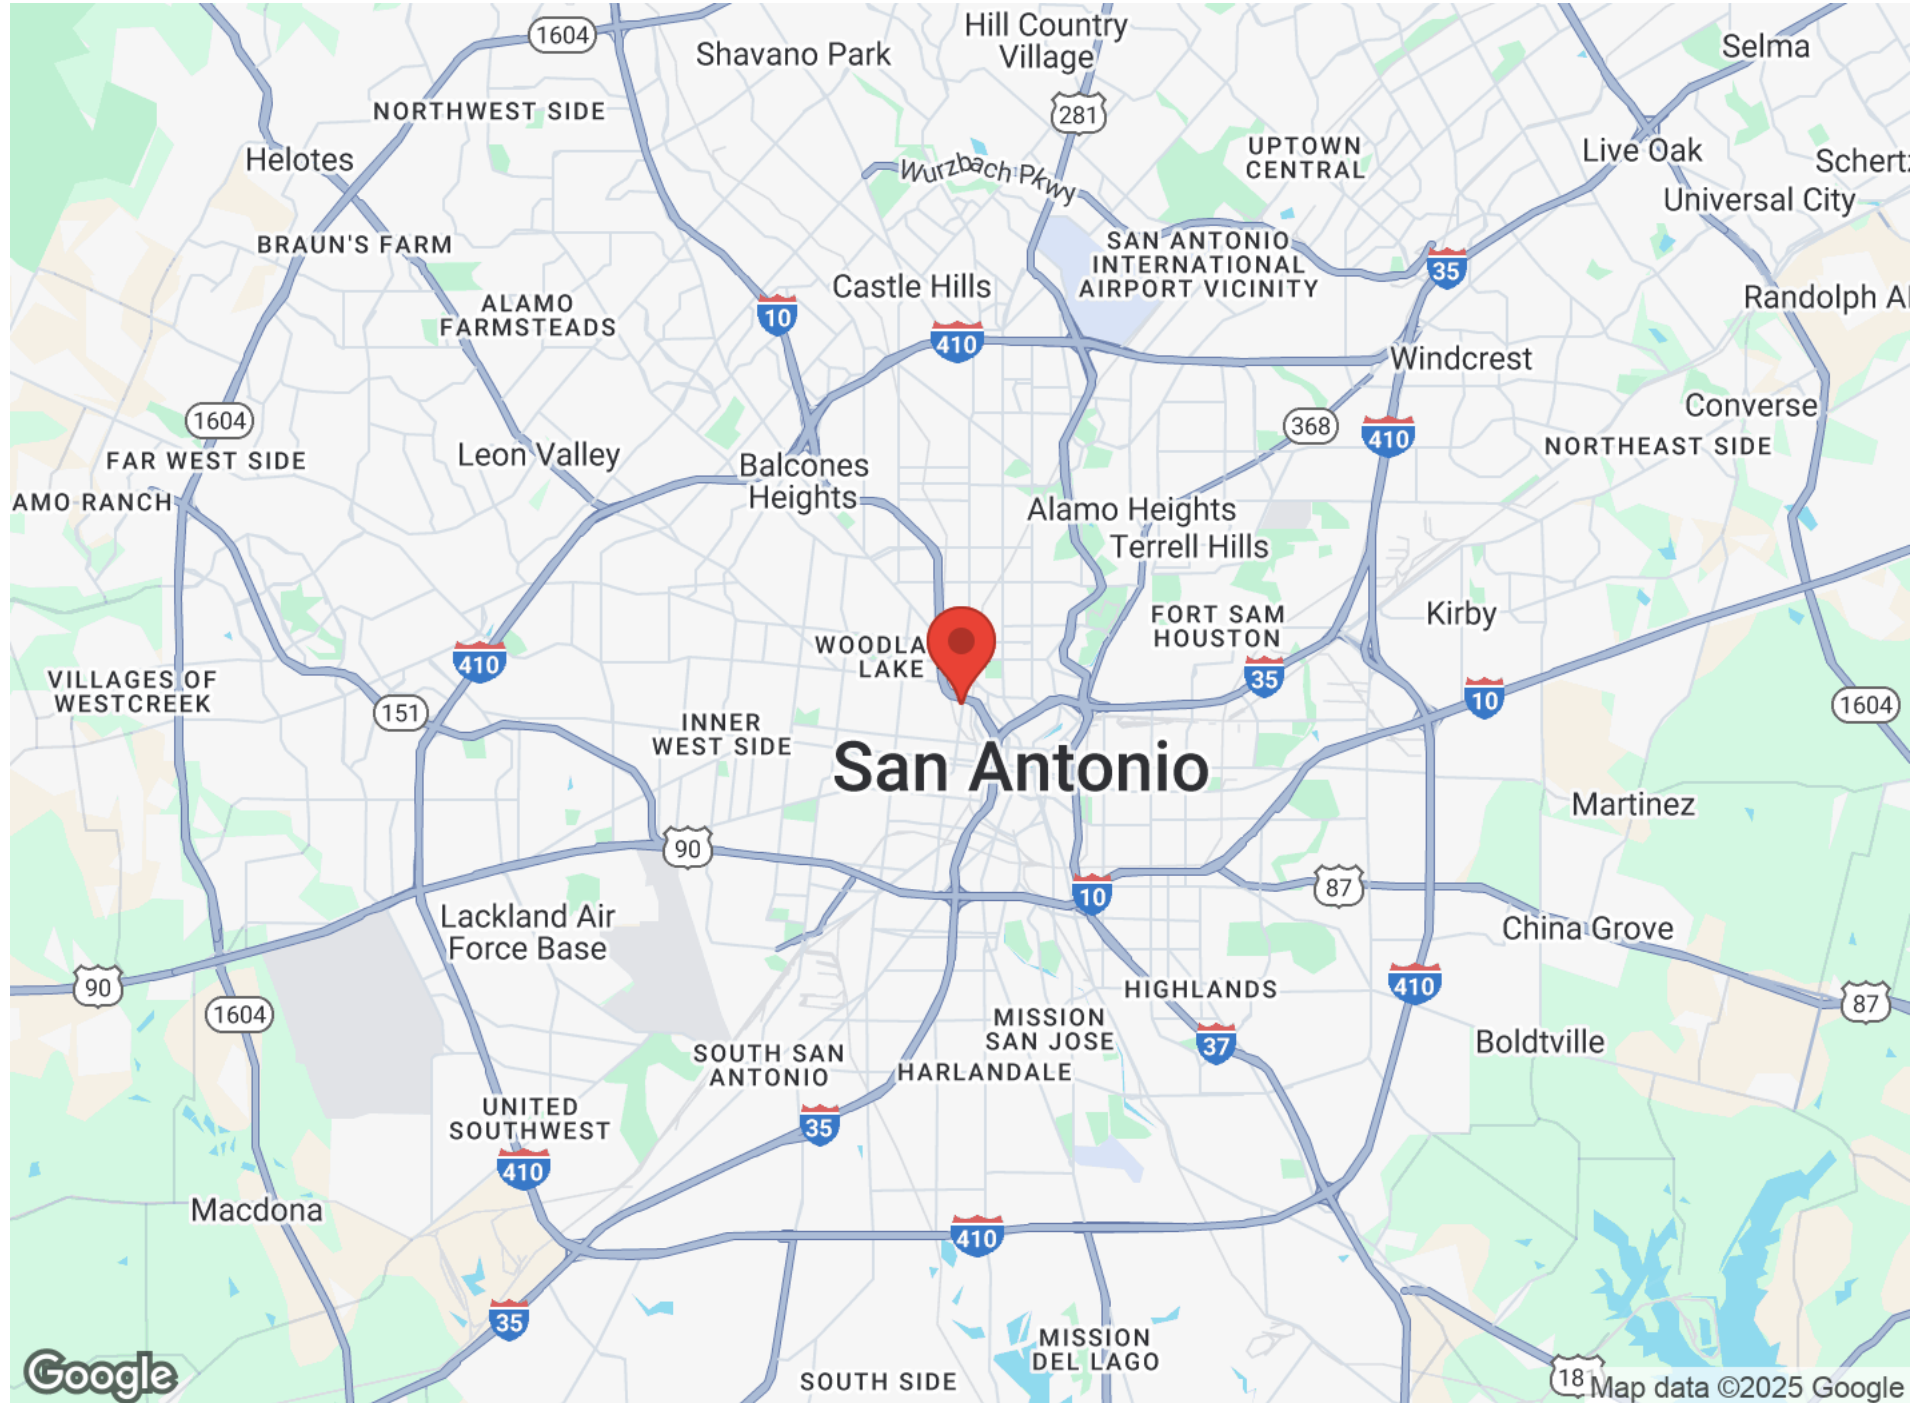 1604
Shavano Park
Hill Country
Village
Selma
281
NORTHWEST SIDE
Helotes
Wurzbach Pkwy
UPTOWN
CENTRAL
Live Oak
Universal City
BRAUN'S FARM
SAN ANTONIO
INTERNATIONAL
AIRPORT VICINITY
35
Castle Hills
10
ALAMO
FARMSTEADS
410
Windcrest
1604
368
410
Converse
NORTHEAST SIDE
FAR WEST SIDE
Leon Valley
Balcones
Heights
AMO RANCH
Alamo Heights
Terrell Hills
FORT SAM
HOUSTON
Kirby
WOODLA
LAKE
410
35
VILLAGES OF
WESTCREEK
151
10
1604
INNER
WEST SIDE
San Antonio
Martinez
90
10
87
Lackland Air
Force Base
China Grove
90
410
87
HIGHLANDS
1604
MISSION
SAN JOSE
37
Boldtville
SOUTH SAN
ANTONIO
HARLANDALE
UNITED
SOUTHWEST
35
410
Macdona
410
35
MISSION
DEL LAGO
SOUTH SIDE
Google
Map data ©2025 Google